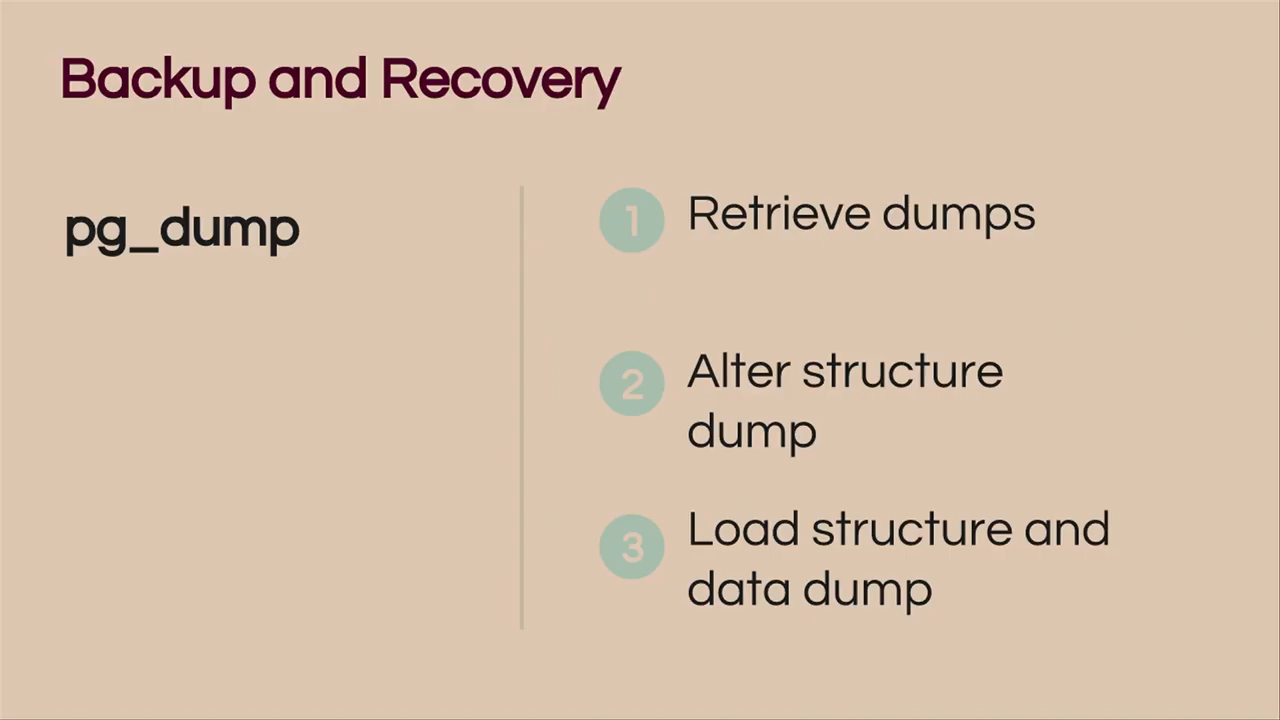 Backup and Recovery
pg_dump
1 Retrieve dumps
2 Alter structure
dump
3 Load structure and
data dump